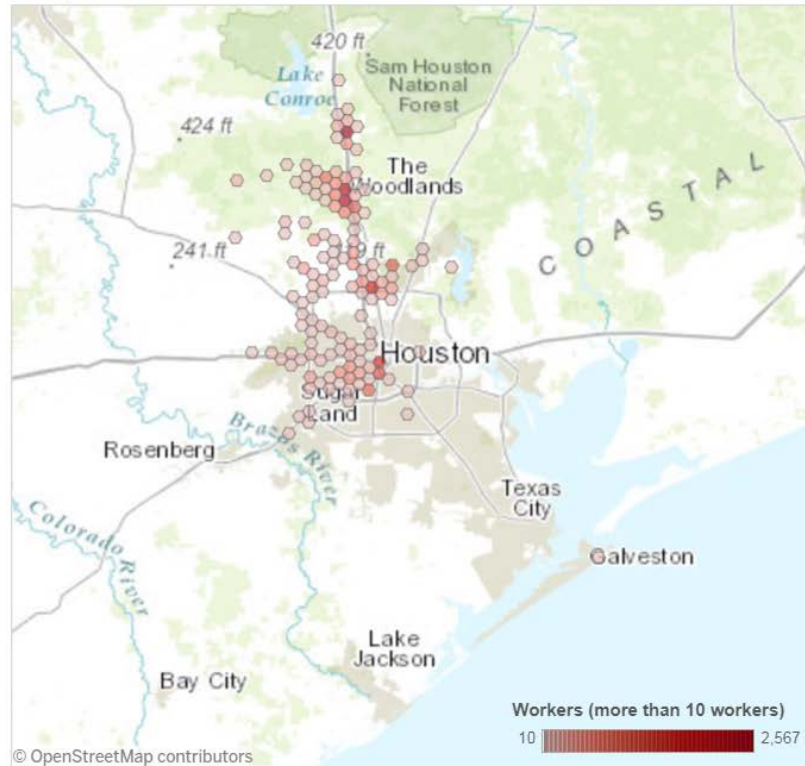 420 ft
Lake
Conroe
Sam Houston
National
Forest
424 ft
The
Woodlands
COASTAL
241 ft
Houston
Sugar
Land
Brazos River
Rosenberg
Texas
City
Colorado River
Galveston
Lake
Jackson
Bay City
Workers (more than 10 workers)
10
2,567
© OpenStreetMap contributors